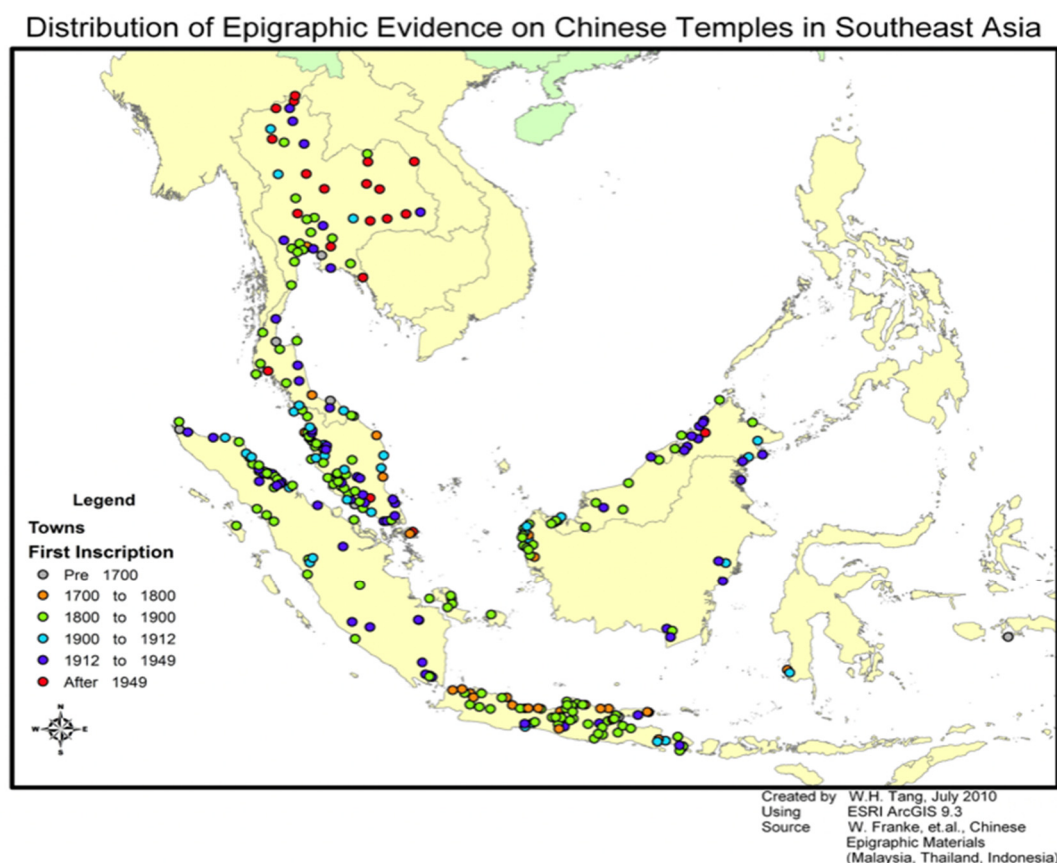 Distribution of Epigraphic Evidence on Chinese Temples in Southeast Asia
Legend
Towns
First Inscription
Pre 1700
1700 to 1800
1800 to 1900
1900 to 1912
1912 to 1949
After 1949
N
W E
S
Created by W.H. Tang, July 2010
Using ESRI ArcGIS 9.3
Source W. Franke, et.al., Chinese
Epigraphic Materials
(Malaysia, Thailand, Indonesia)